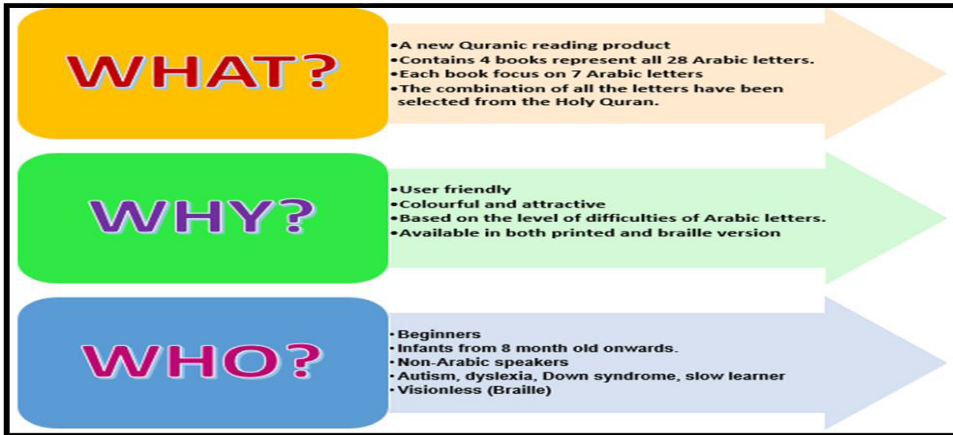 WHAT?
•A new Quranic reading product
•Contains 4 books represent all 28 Arabic letters.
•Each book focus on 7 Arabic letters
•The combination of all the letters have been
selected from the Holy Quran.
WHY?
•User friendly
•Colourful and attractive
•Based on the level of difficulties of Arabic letters.
•Available in both printed and braille version
WHO?
•Beginners
•Infants from 8 month old onwards.
•Non-Arabic speakers
•Autism, dyslexia, Down syndrome, slow learner
•Visionless (Braille)